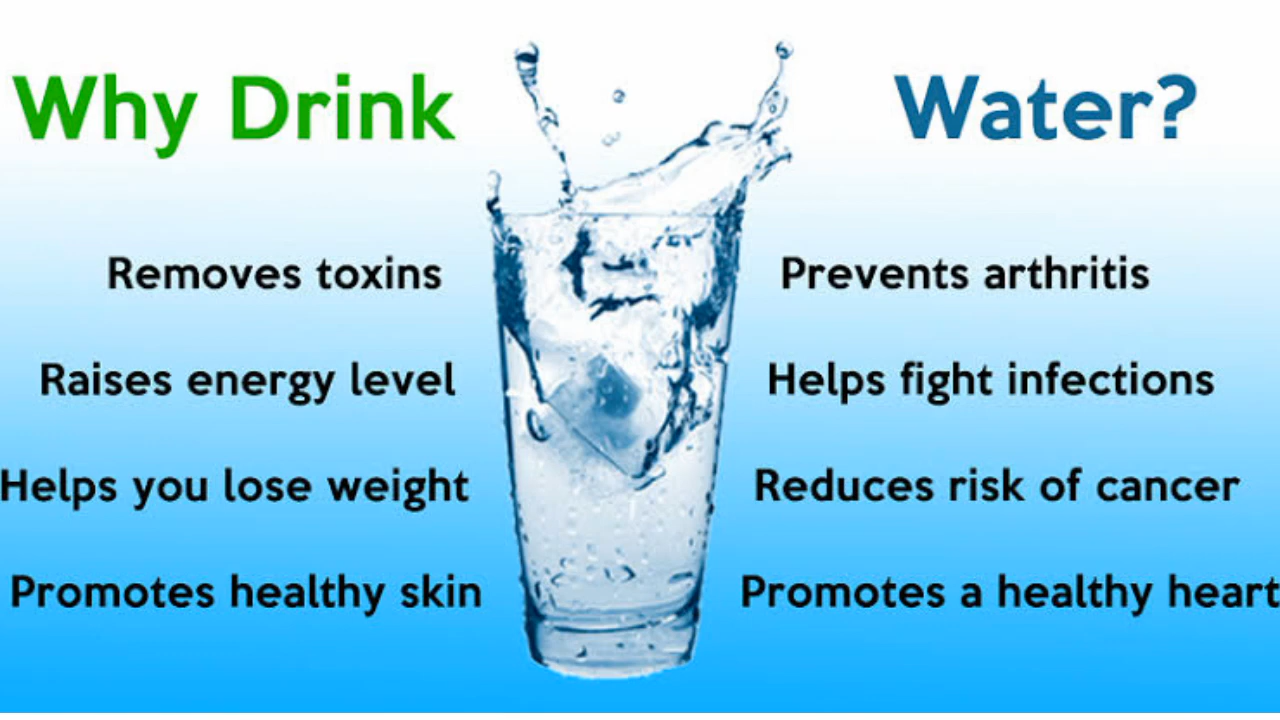 Why Drink
Water?
Removes toxins
Raises energy level
Helps you lose weight
Promotes healthy skin
Prevents arthritis
Helps fight infections
Reduces risk of cancer
Promotes a healthy heart